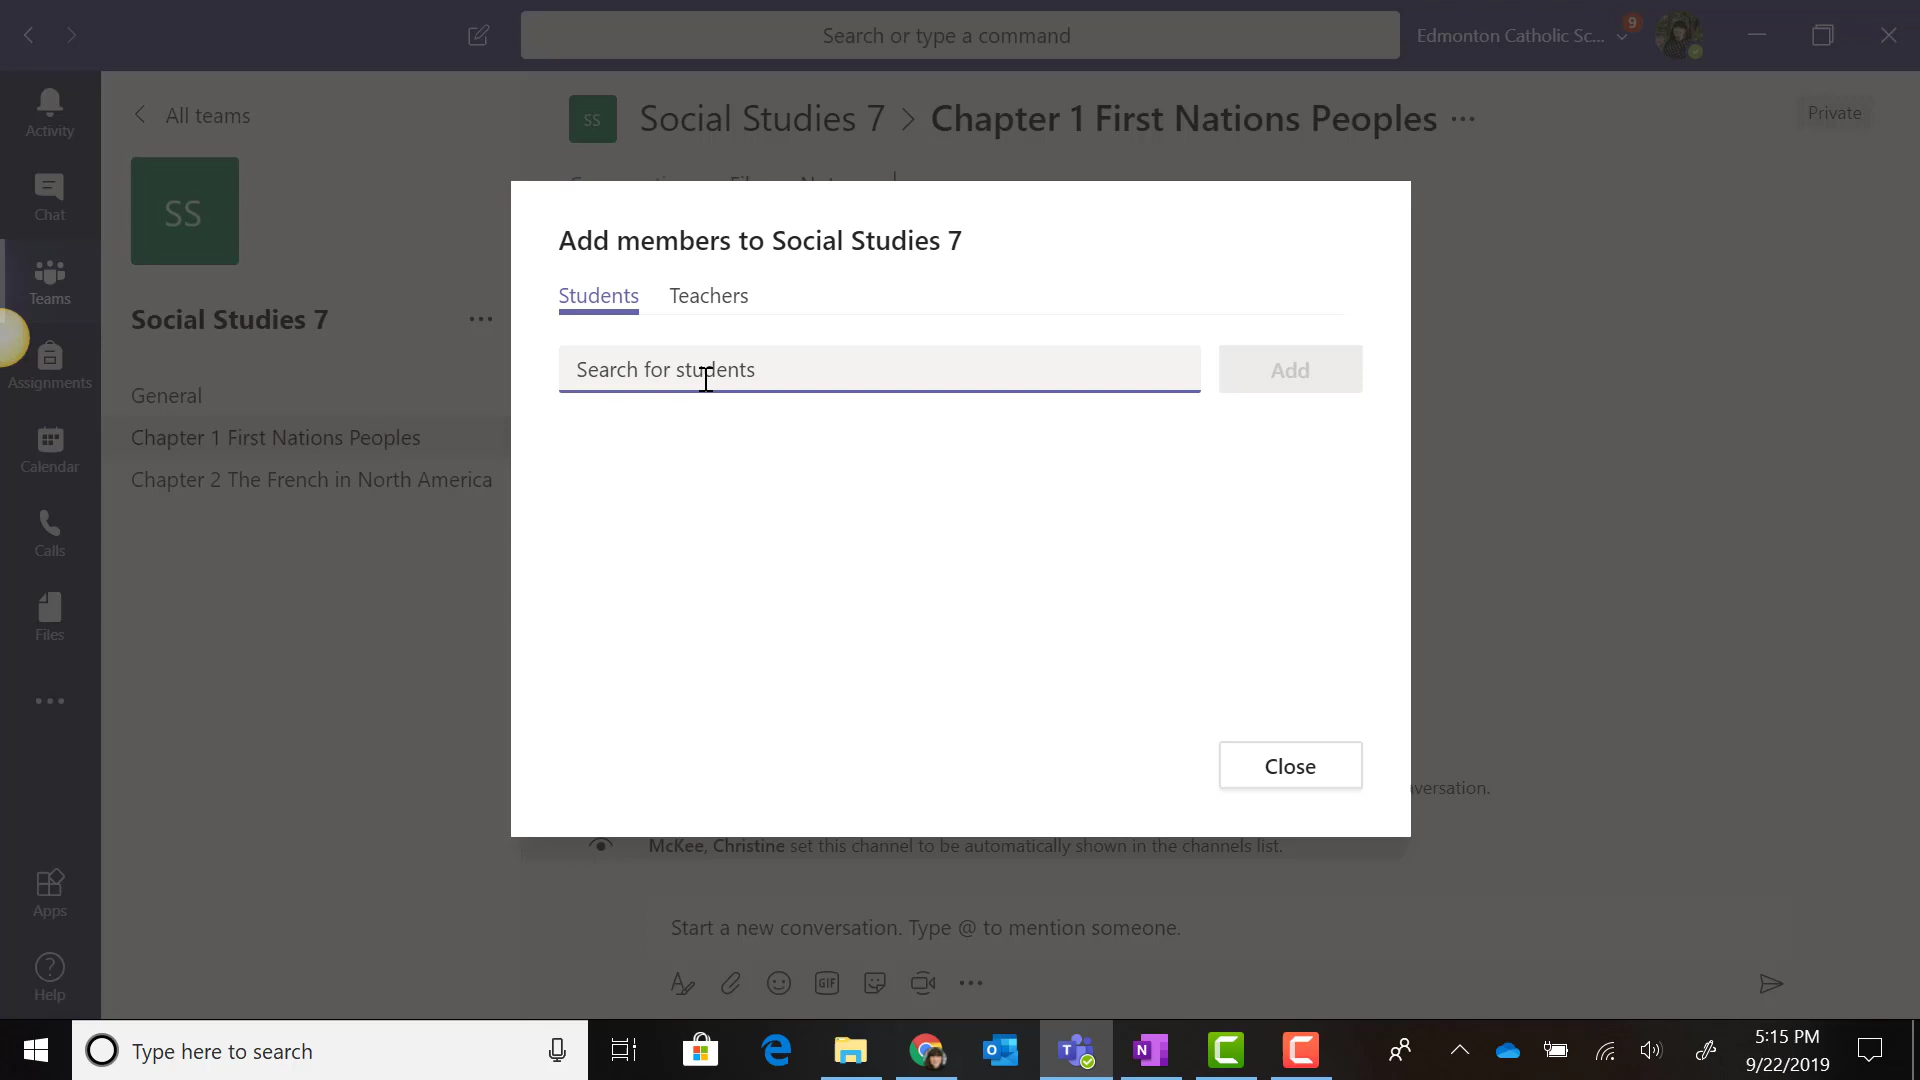 Search or type a command
Edmonton Catholic Sc...
9
Activity
Chat
Teams
Assignments
Calendar
Calls
Files
Apps
Help
All teams
SS
Social Studies 7
General
Chapter 1 First Nations Peoples
Chapter 2 The French in North America
SS
Social Studies 7 > Chapter 1 First Nations Peoples
Private
Add members to Social Studies 7
Students
Teachers
Search for students
Add
Close
McKee, Christine set this channel to be automatically shown in the channels list.
Start a new conversation. Type @ to mention someone.
GIF
Type here to search
5:15 PM
9/22/2019